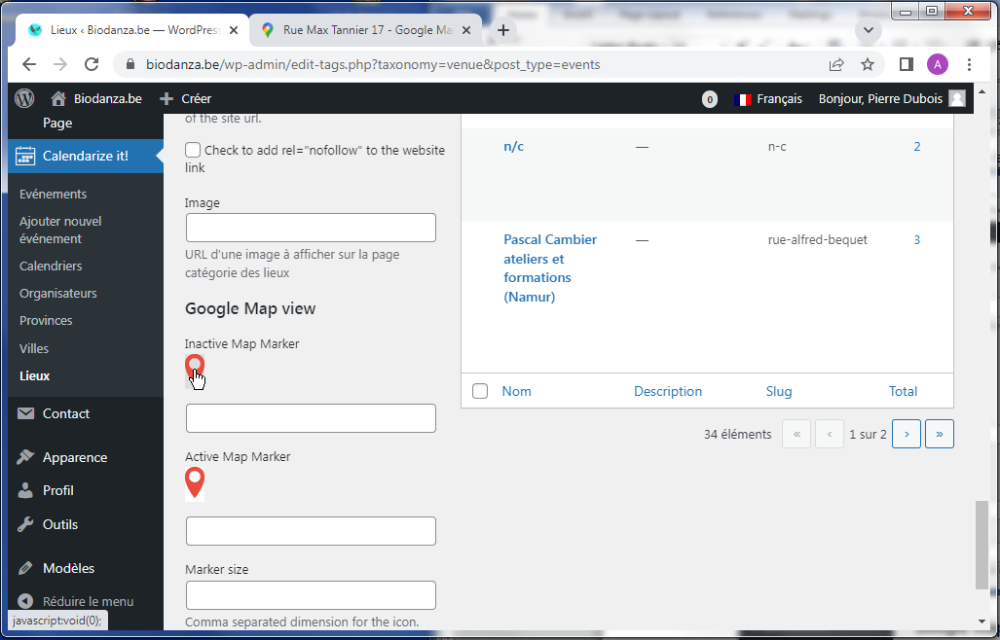 Lieux ‹ Biodanza.be — WordPres
Rue Max Tannier 17 - Google Ma
biodanza.be/wp-admin/edit-tags.php?taxonomy=venue&post_type=events
A
Biodanza.be
Créer
0
Français
Bonjour, Pierre Dubois
Page
Calendarize it!
Evénements
Ajouter nouvel
événement
Calendriers
Organisateurs
Provinces
Villes
Lieux
Contact
Apparence
Profil
Outils
Modèles
Réduire le menu
javascript:void(0);
of the site url.
Check to add rel="nofollow" to the website
link
Image
URL d'une image à afficher sur la page
catégorie des lieux
Google Map view
Inactive Map Marker
Active Map Marker
Marker size
Comma separated dimension for the icon.
n/c — n-c 2
Pascal Cambier — rue-alfred-bequet 3
ateliers et
formations
(Namur)
Nom Description Slug Total
34 éléments « ‹ 1 sur 2 › »